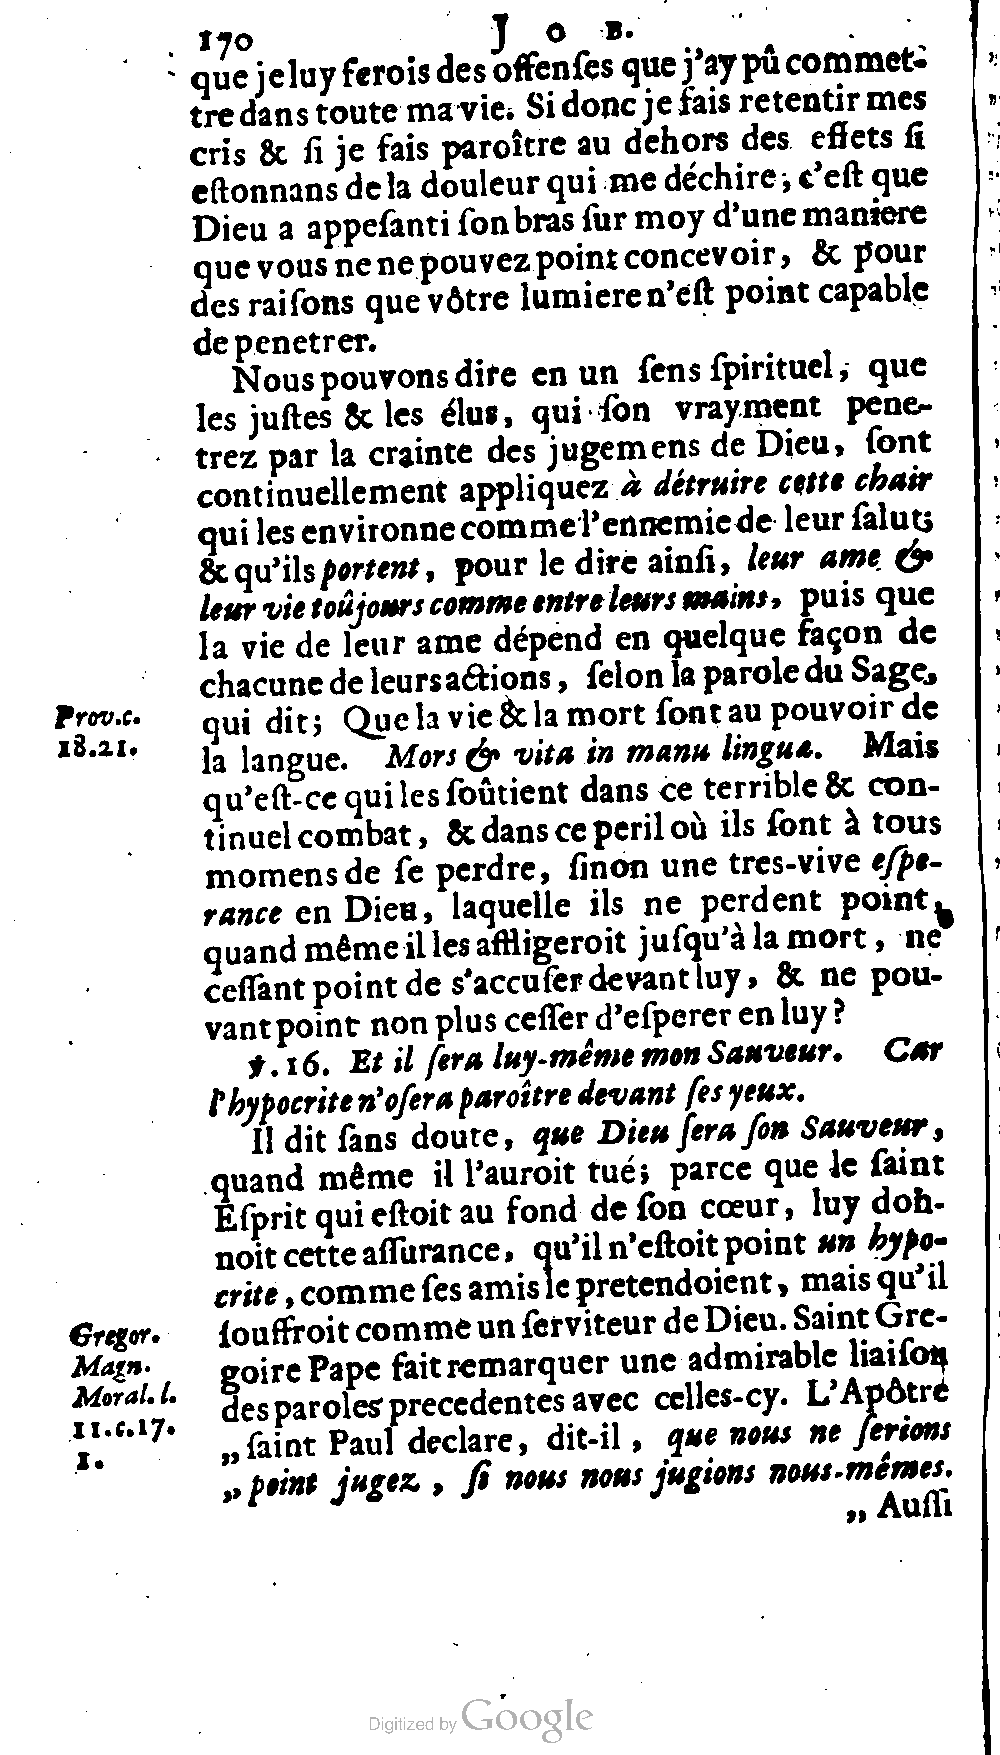 170 JOB.
que je luy ferois des offenſes que j'ay pû commet-
tre dans toute ma vie. Si donc je fais retentir mes
cris & ſi je fais paroître au dehors des effets ſi
eſtonnans de la douleur qui me déchire; c'eſt que
Dieu a appeſanti ſon bras ſur moy d'une maniere
que vous ne ne pouvez point concevoir, & pour
des raiſons que vôtre lumiere n'eſt point capable
de penetrer.
Nous pouvons dire en un ſens ſpirituel, que
les juſtes & les élus, qui ſon vrayment pene-
trez par la crainte des jugemens de Dieu, ſont
continuellement appliquez à détruire cette chair
qui les environne comme l'ennemie de leur ſalut;
& qu'ils portent, pour le dire ainſi, leur ame &
leur vie toûjours comme entre leurs mains, puis que
la vie de leur ame dépend en quelque façon de
chacune de leurs actions, ſelon la parole du Sage,
Prov.c.
18.21.
qui dit; Que la vie & la mort ſont au pouvoir de
la langue. Mors & vita in manu linguæ. Mais
qu'eſt-ce qui les ſoûtient dans ce terrible & con-
tinuel combat, & dans ce peril où ils ſont à tous
momens de ſe perdre, ſinon une tres-vive eſpe-
rance en Dieu, laquelle ils ne perdent point,
quand même il les affligeroit juſqu'à la mort, ne
ceſſant point de s'accuſer devant luy, & ne pou-
vant point non plus ceſſer d'eſperer en luy?
℣.16. Et il ſera luy-même mon Sauveur. Car
l'hypocrite n'oſera paroître devant ſes yeux.
Il dit ſans doute, que Dieu ſera ſon Sauveur,
quand même il l'auroit tué; parce que le ſaint
Eſprit qui eſtoit au fond de ſon cœur, luy don-
noit cette aſſurance, qu'il n'eſtoit point un hypo-
crite, comme ſes amis le pretendoient, mais qu'il
ſouffroit comme un ſerviteur de Dieu. Saint Gre-
Gregor.
Magn.
Moral. l.
11.c.17.
1.
goire Pape fait remarquer une admirable liaiſon
des paroles precedentes avec celles-cy. L'Apôtre
„ ſaint Paul declare, dit-il, que nous ne ſerions
„ point jugez, ſi nous nous jugions nous-mêmes.
„ Auſſi
Digitized by Google